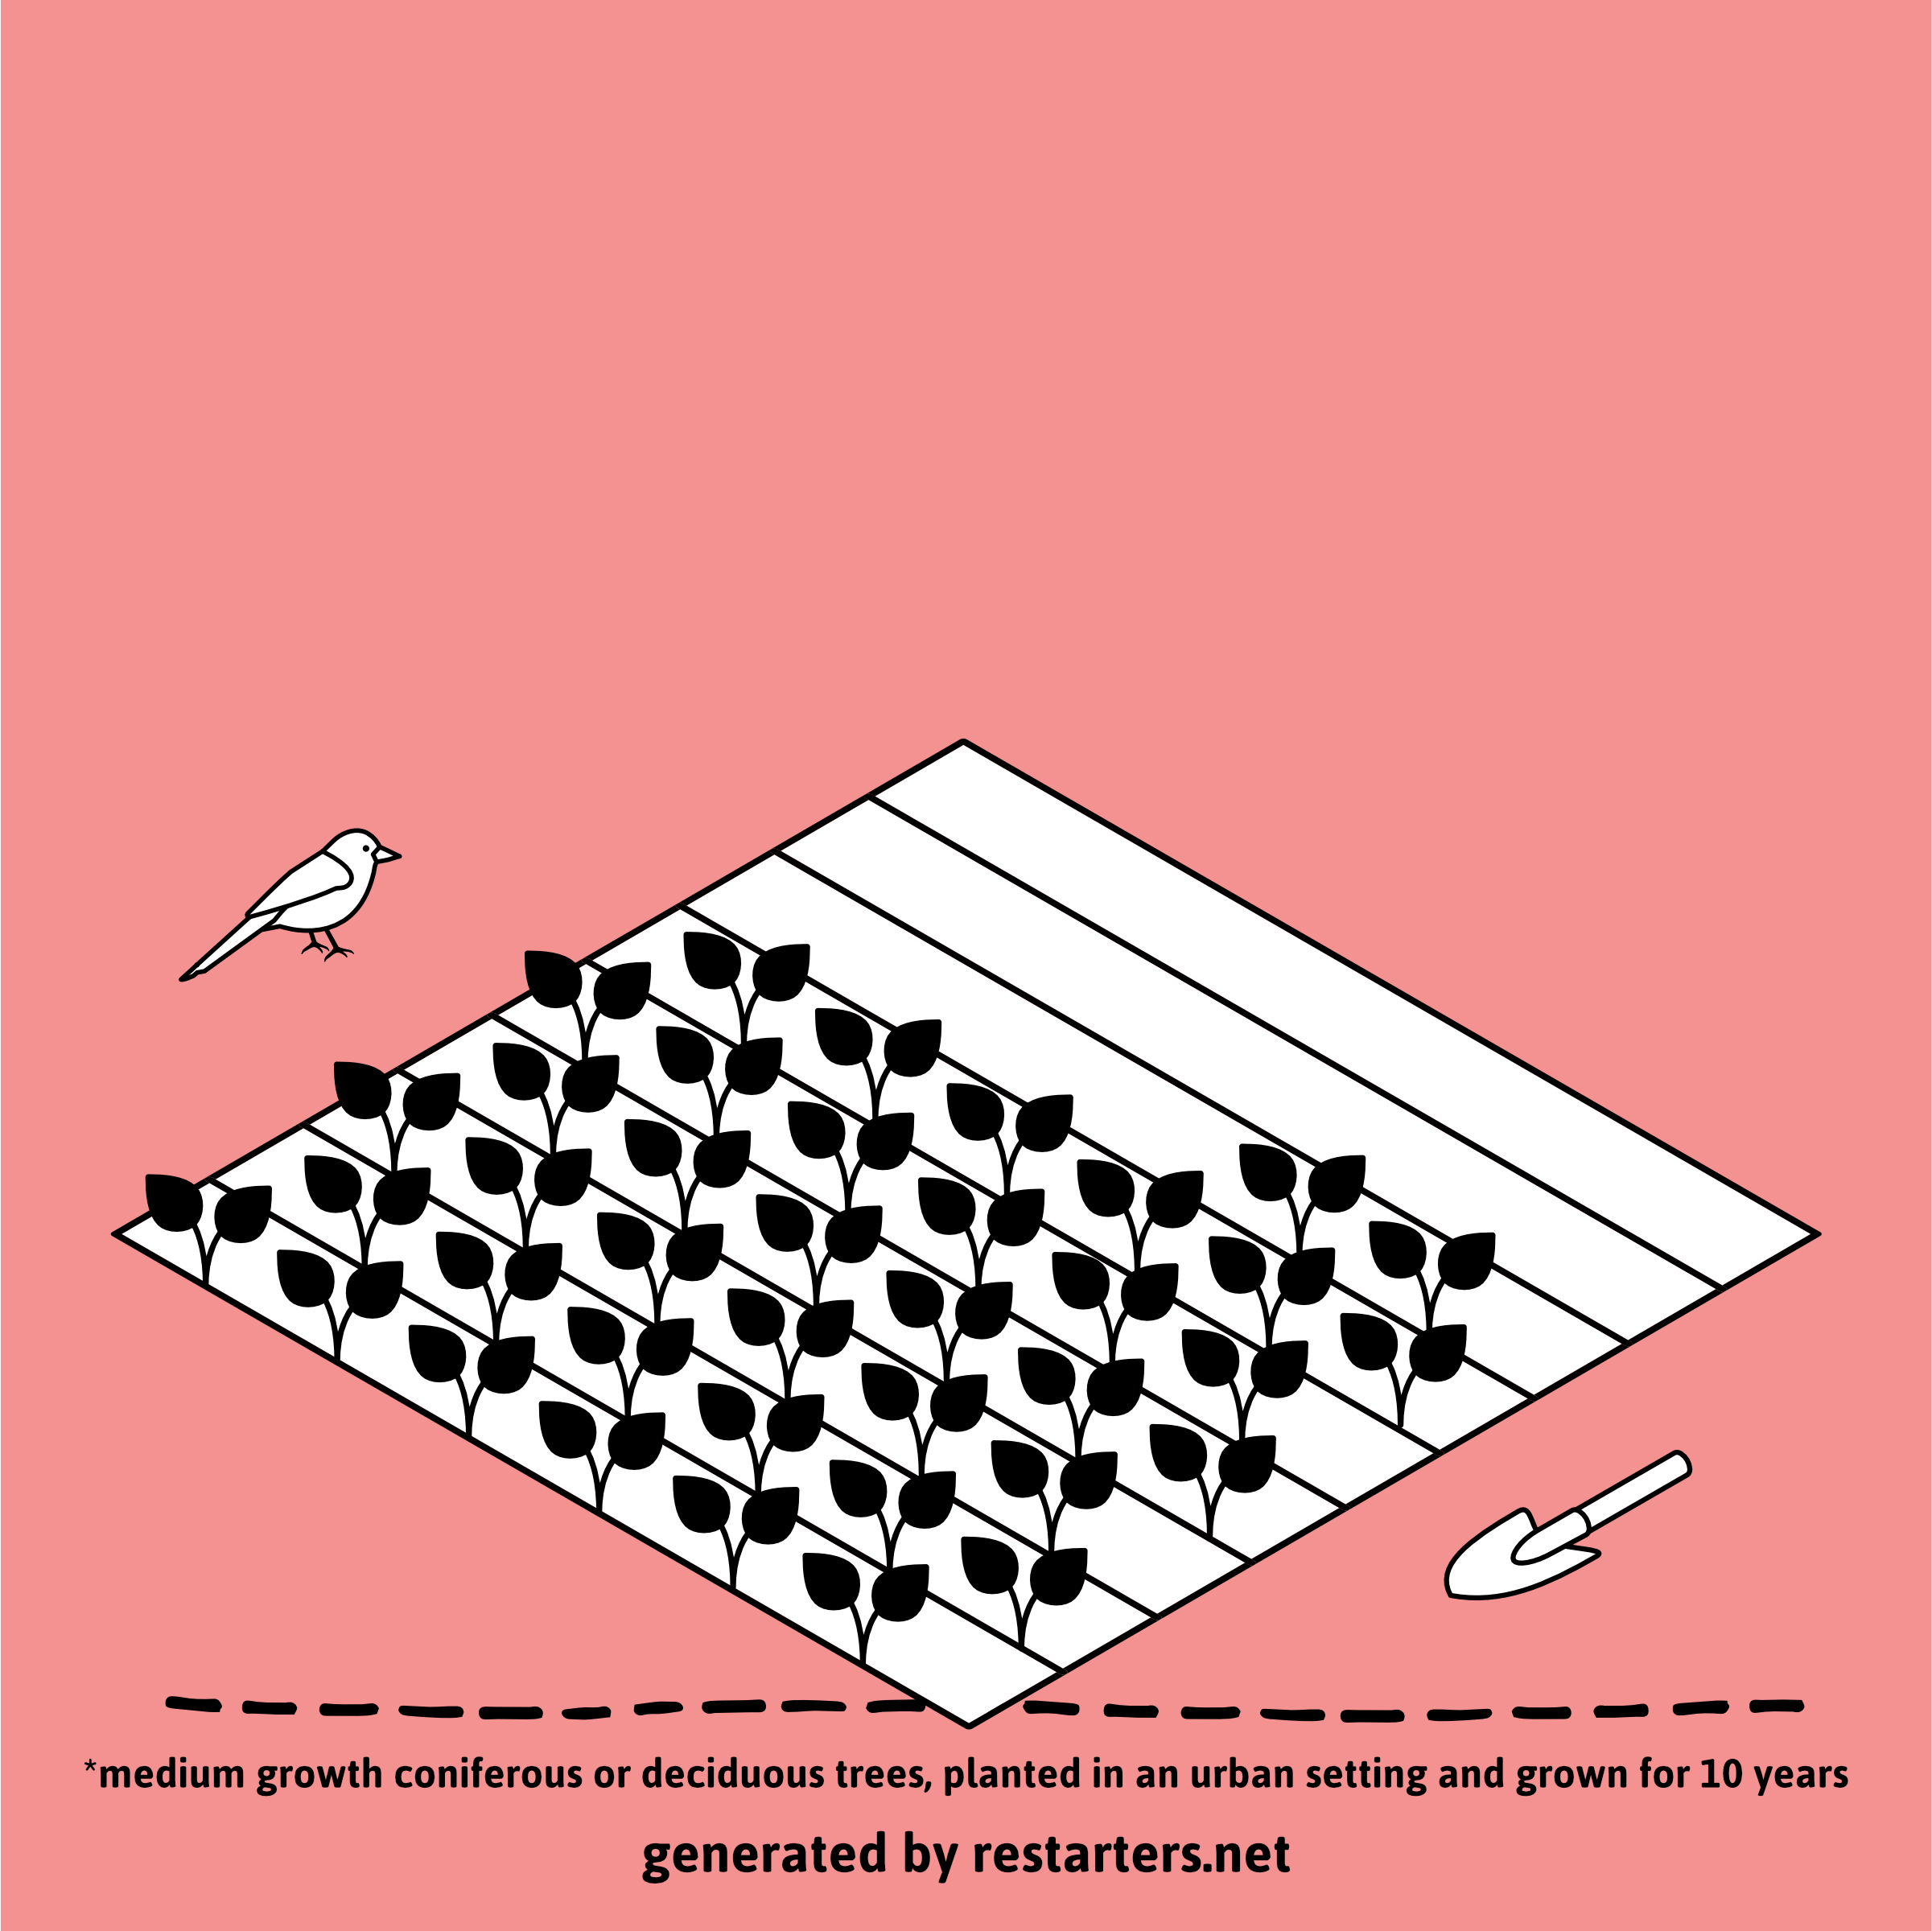 *medium growth coniferous or deciduous trees, planted in an urban setting and grown for 10 years
generated by restarters.net